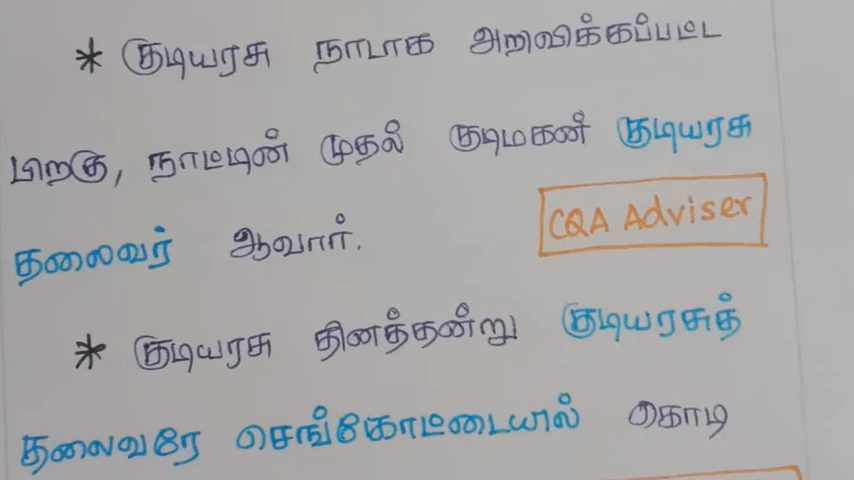 * குடியரசு நாடாக அறிவிக்கப்பட்ட
பிறகு, நாட்டின் முதல் குடிமகன் குடியரசு
தலைவர் ஆவார்.
CQA Adviser
* குடியரசு தினத்தன்று குடியரசுத்
தலைவரே செங்கோட்டையில் கொடி